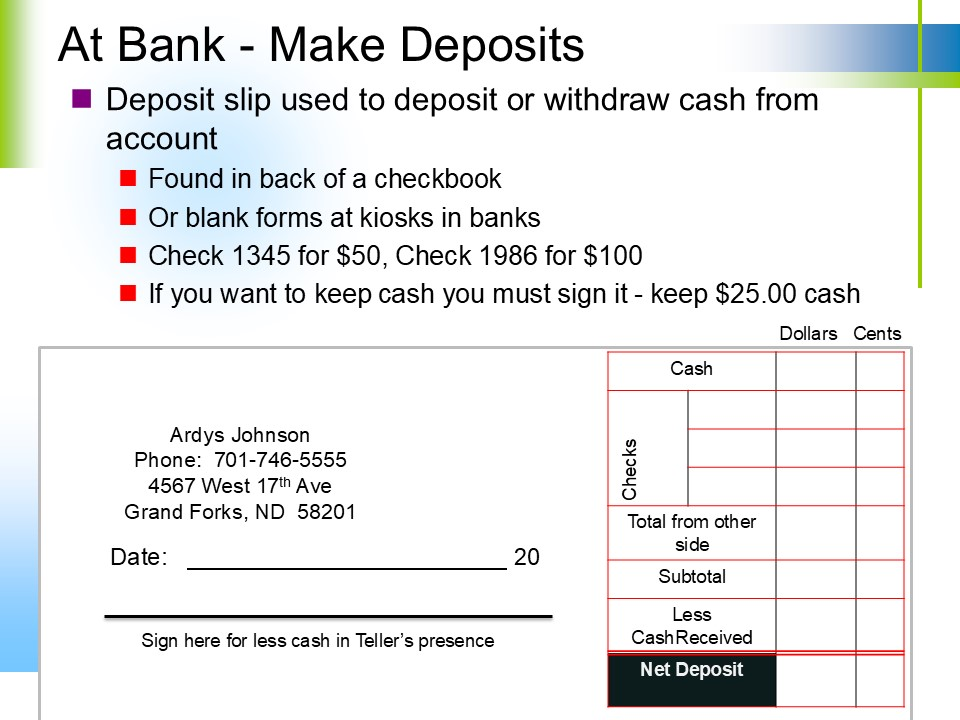 At Bank - Make Deposits
Deposit slip used to deposit or withdraw cash from
account
Found in back of a checkbook
Or blank forms at kiosks in banks
Check 1345 for $50, Check 1986 for $100
If you want to keep cash you must sign it - keep $25.00 cash
Dollars Cents
Cash
Checks
Total from other
side
Subtotal
Less
CashReceived
Net Deposit
Ardys Johnson
Phone: 701-746-5555
4567 West 17th Ave
Grand Forks, ND 58201
Date: 20
Sign here for less cash in Teller’s presence